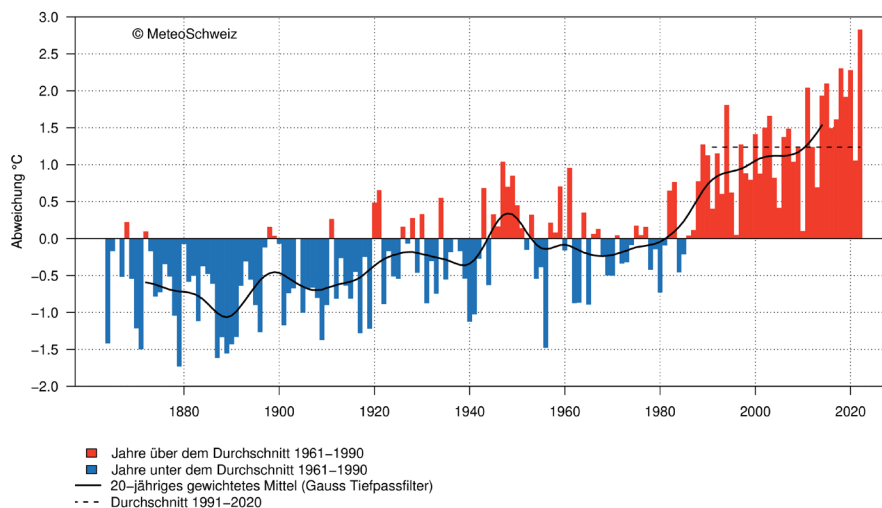 © MeteoSchweiz
3.0
2.5
2.0
1.5
1.0
0.5
0.0
−0.5
−1.0
−1.5
−2.0
Abweichung °C
1880 1900 1920 1940 1960 1980 2000 2020
Jahre über dem Durchschnitt 1961−1990
Jahre unter dem Durchschnitt 1961−1990
20−jähriges gewichtetes Mittel (Gauss Tiefpassfilter)
Durchschnitt 1991−2020